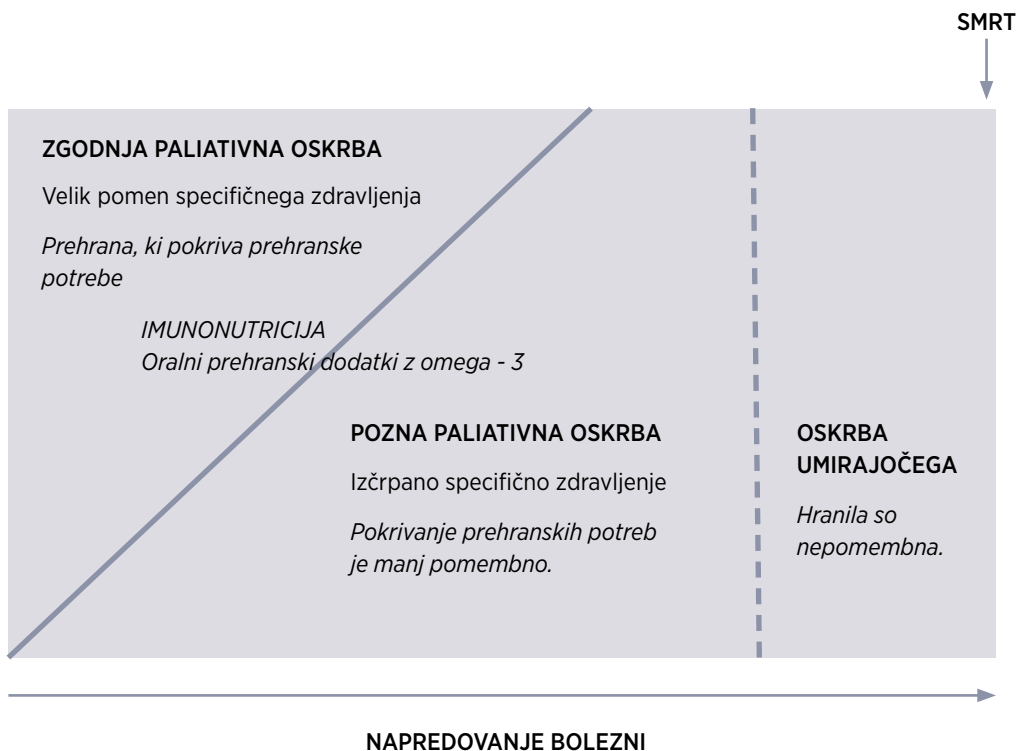 SMRT
ZGODNJA PALIATIVNA OSKRBA
Velik pomen specifičnega zdravljenja
Prehrana, ki pokriva prehranske
potrebe
IMUNONUTRICIJA
Oralni prehranski dodatki z omega - 3
POZNA PALIATIVNA OSKRBA
Izčrpano specifično zdravljenje
Pokrivanje prehranskih potreb
je manj pomembno.
OSKRBA
UMIRAJOČEGA
Hranila so
nepomembna.
NAPREDOVANJE BOLEZNI